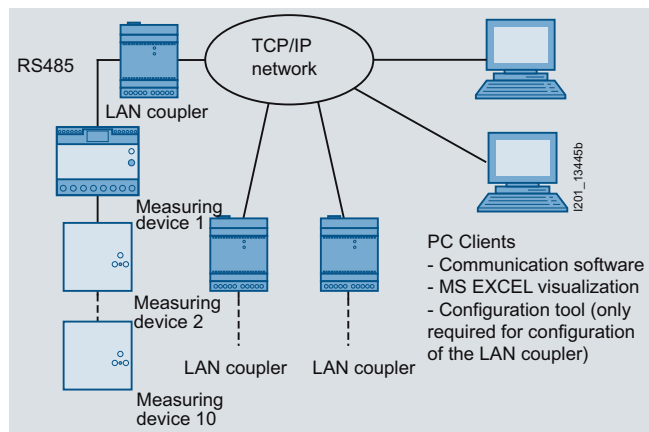 TCP/IP
network
RS485
LAN coupler
Measuring
device 1
Measuring
device 2
Measuring
device 10
LAN coupler
LAN coupler
I201_13445b
PC Clients
- Communication software
- MS EXCEL visualization
- Configuration tool (only
required for configuration
of the LAN coupler)